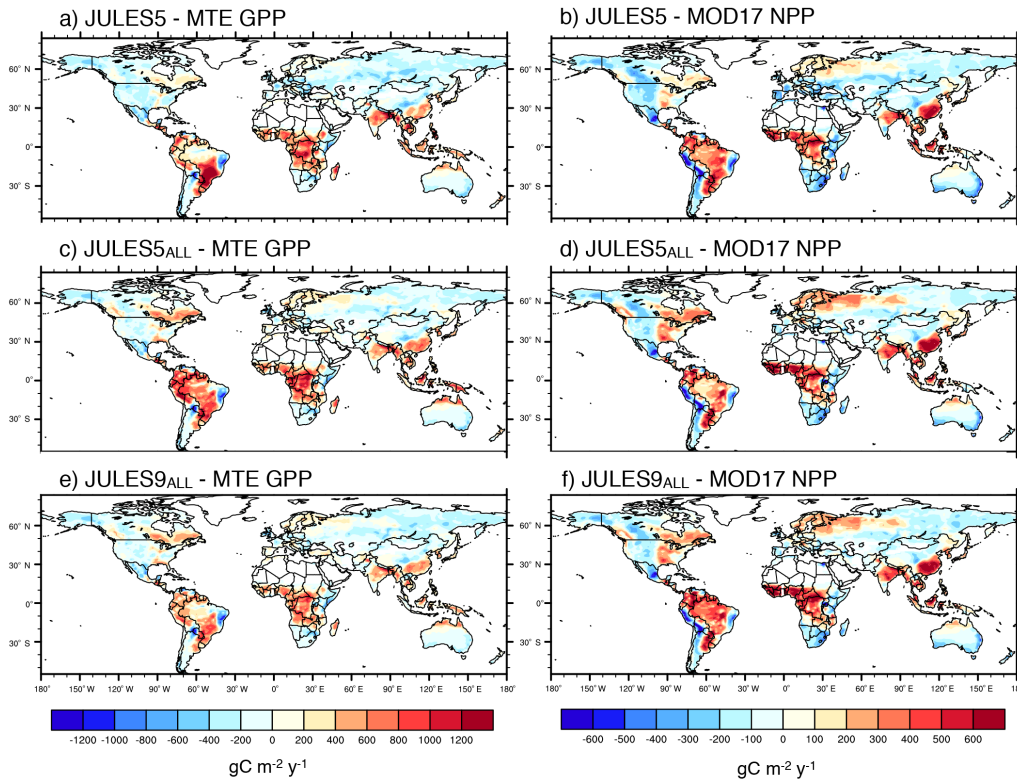 a) JULES5 - MTE GPP
b) JULES5 - MOD17 NPP
60° N
30° N
0°
30° S
60° N
30° N
0°
30° S
c) JULES5ALL - MTE GPP
d) JULES5ALL - MOD17 NPP
60° N
30° N
0°
30° S
60° N
30° N
0°
30° S
e) JULES9ALL - MTE GPP
f) JULES9ALL - MOD17 NPP
60° N
30° N
0°
30° S
60° N
30° N
0°
30° S
180° 150° W 120° W 90° W 60° W 30° W 0° 30° E 60° E 90° E 120° E 150° E 180°
180° 150° W 120° W 90° W 60° W 30° W 0° 30° E 60° E 90° E 120° E 150° E 180°
-1200 -1000 -800 -600 -400 -200 0 200 400 600 800 1000 1200
-600 -500 -400 -300 -200 -100 0 100 200 300 400 500 600
gC m-2 y-1
gC m-2 y-1